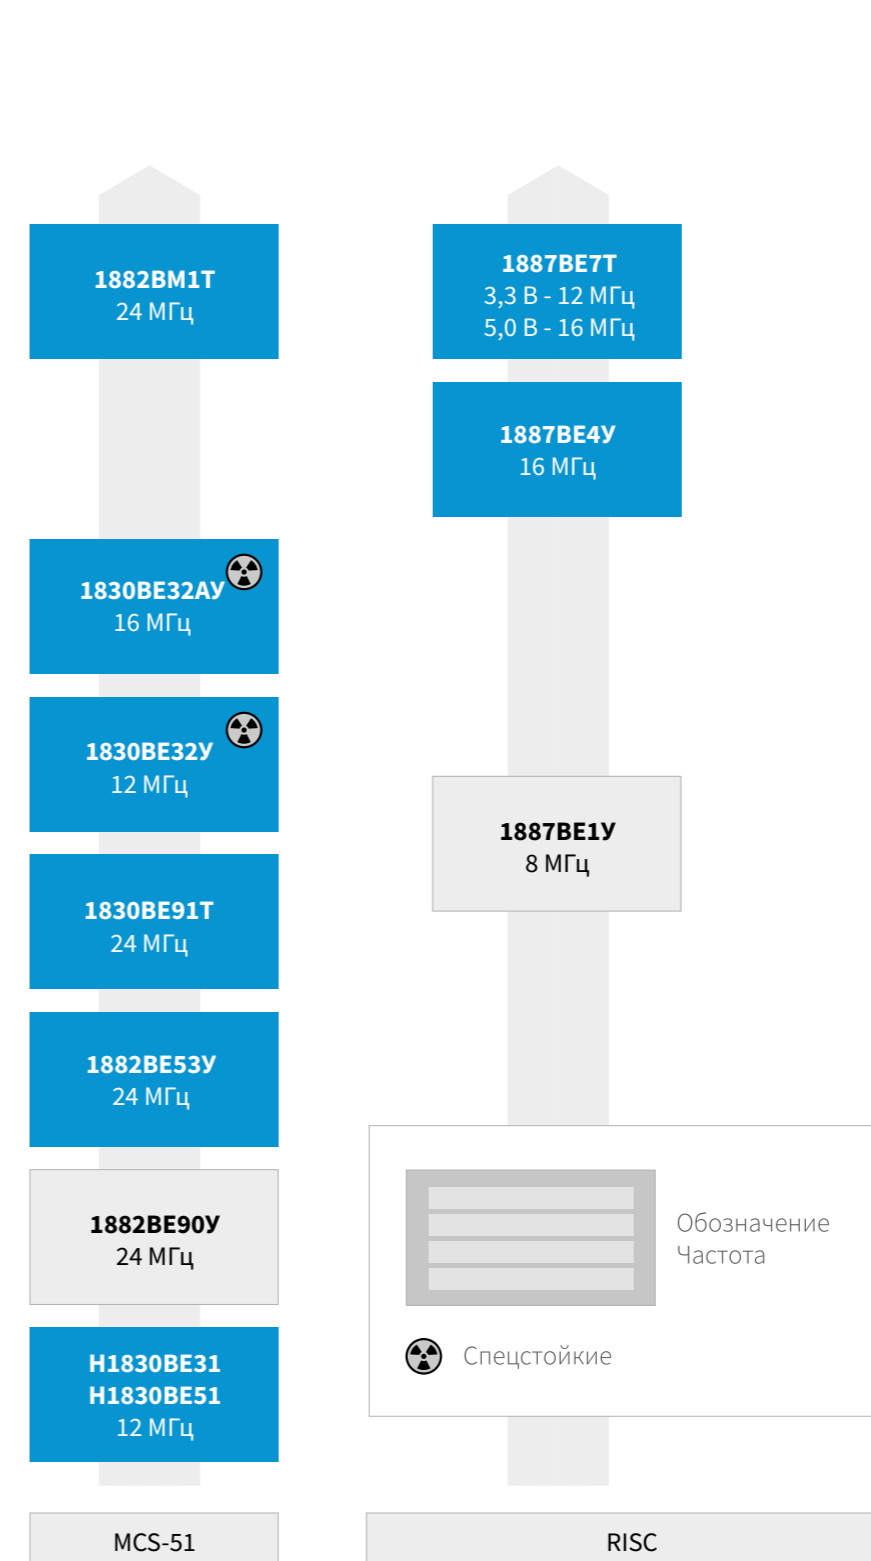 1882ВМ1Т
24 МГц
1830ВЕ32АУ
16 МГц
1830ВЕ32У
12 МГц
1830ВЕ91Т
24 МГц
1882ВЕ53У
24 МГц
1882ВЕ90У
24 МГц
Н1830ВЕ31
Н1830ВЕ51
12 МГц
MCS-51
1887ВЕ7Т
3,3 В - 12 МГц
5,0 В - 16 МГц
1887ВЕ4У
16 МГц
1887ВЕ1У
8 МГц
Обозначение
Частота
Спецстойкие
RISC